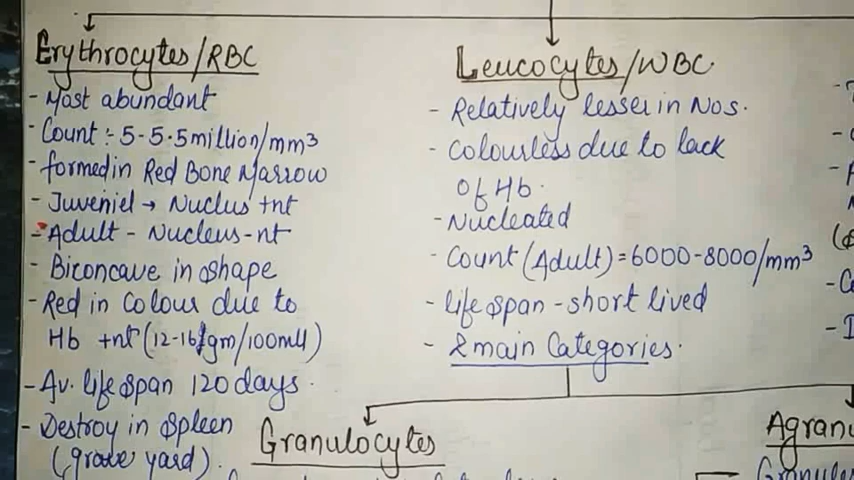 Erythrocytes/RBC
- Most abundant
- Count :- 5-5.5 million/mm3
- formed in Red Bone Marrow
- Juveniel → Nuclus +nt
- Adult - Nucleus -nt
- Biconcave in shape
- Red in Colour due to
Hb +nt (12-16 gm/100ml)
- Av. life span 120 days.
- Destroy in Spleen
(grave yard).
Leucocytes/WBC.
- Relatively lesser in Nos.
- Colourless due to lack
of Hb.
- Nucleated
- Count (Adult) = 6000-8000/mm3
- life span - short lived
- 2 main Categories.
Granulocytes
Agranu
Granules